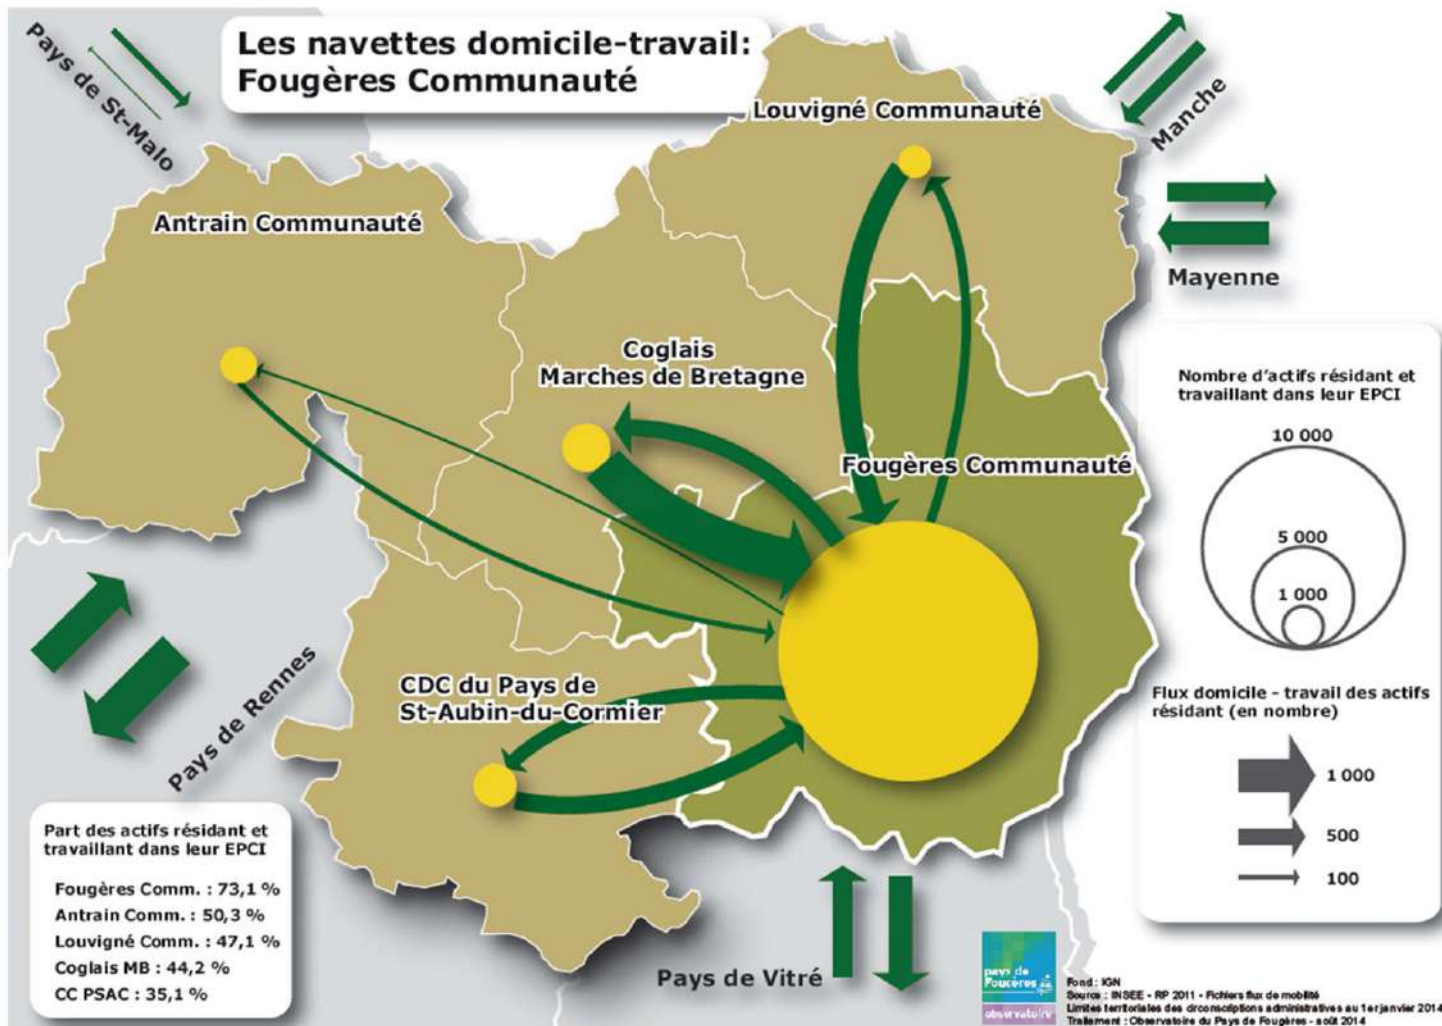 Les navettes domicile-travail:
Fougères Communauté
Pays de St-Malo
Louvigné Communauté
Manche
Antrain Communauté
Mayenne
Coglais
Marches de Bretagne
Fougères Communauté
Nombre d'actifs résidant et
travaillant dans leur EPCI
10 000
5 000
1 000
Pays de Rennes
CDC du Pays de
St-Aubin-du-Cormier
Flux domicile - travail des actifs
résidant (en nombre)
1 000
500
100
Part des actifs résidant et
travaillant dans leur EPCI
Fougères Comm. : 73,1 %
Antrain Comm. : 50,3 %
Louvigné Comm. : 47,1 %
Coglais MB : 44,2 %
CC PSAC : 35,1 %
Pays de Vitré
pays de
Fougères
observatoire
Fond : IGN
Source : INSEE - RP 2011 - Fichiers flux de mobilité
Limites territoriales des circonscriptions administratives au 1er janvier 2014
Traitement : Observatoire du Pays de Fougères - août 2014